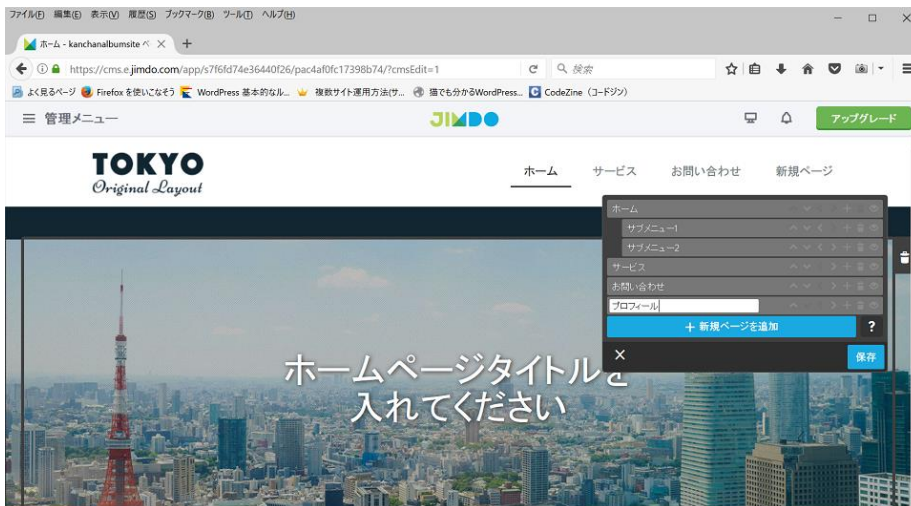 ファイル(F) 編集(E) 表示(V) 履歴(S) ブックマーク(B) ツール(T) ヘルプ(H)
ホーム - kanchanalbumsite ペ
https://cms.e.jimdo.com/app/s7f6fd74e36440f26/pac4af0fc17398b74/?cmsEdit=1
検索
よく見るページ Firefox を使いこなそう WordPress 基本的なル... 複数サイト運用方法(サ... 猫でも分かるWordPress... CodeZine（コードジン）
管理メニュー JIMDO アップグレード
TOKYO
Original Layout
ホーム サービス お問い合わせ 新規ページ
ホーム
サブメニュー1
サブメニュー2
サービス
お問い合わせ
プロフィール
+ 新規ページを追加 ?
保存
ホームページタイトルを
入れてください